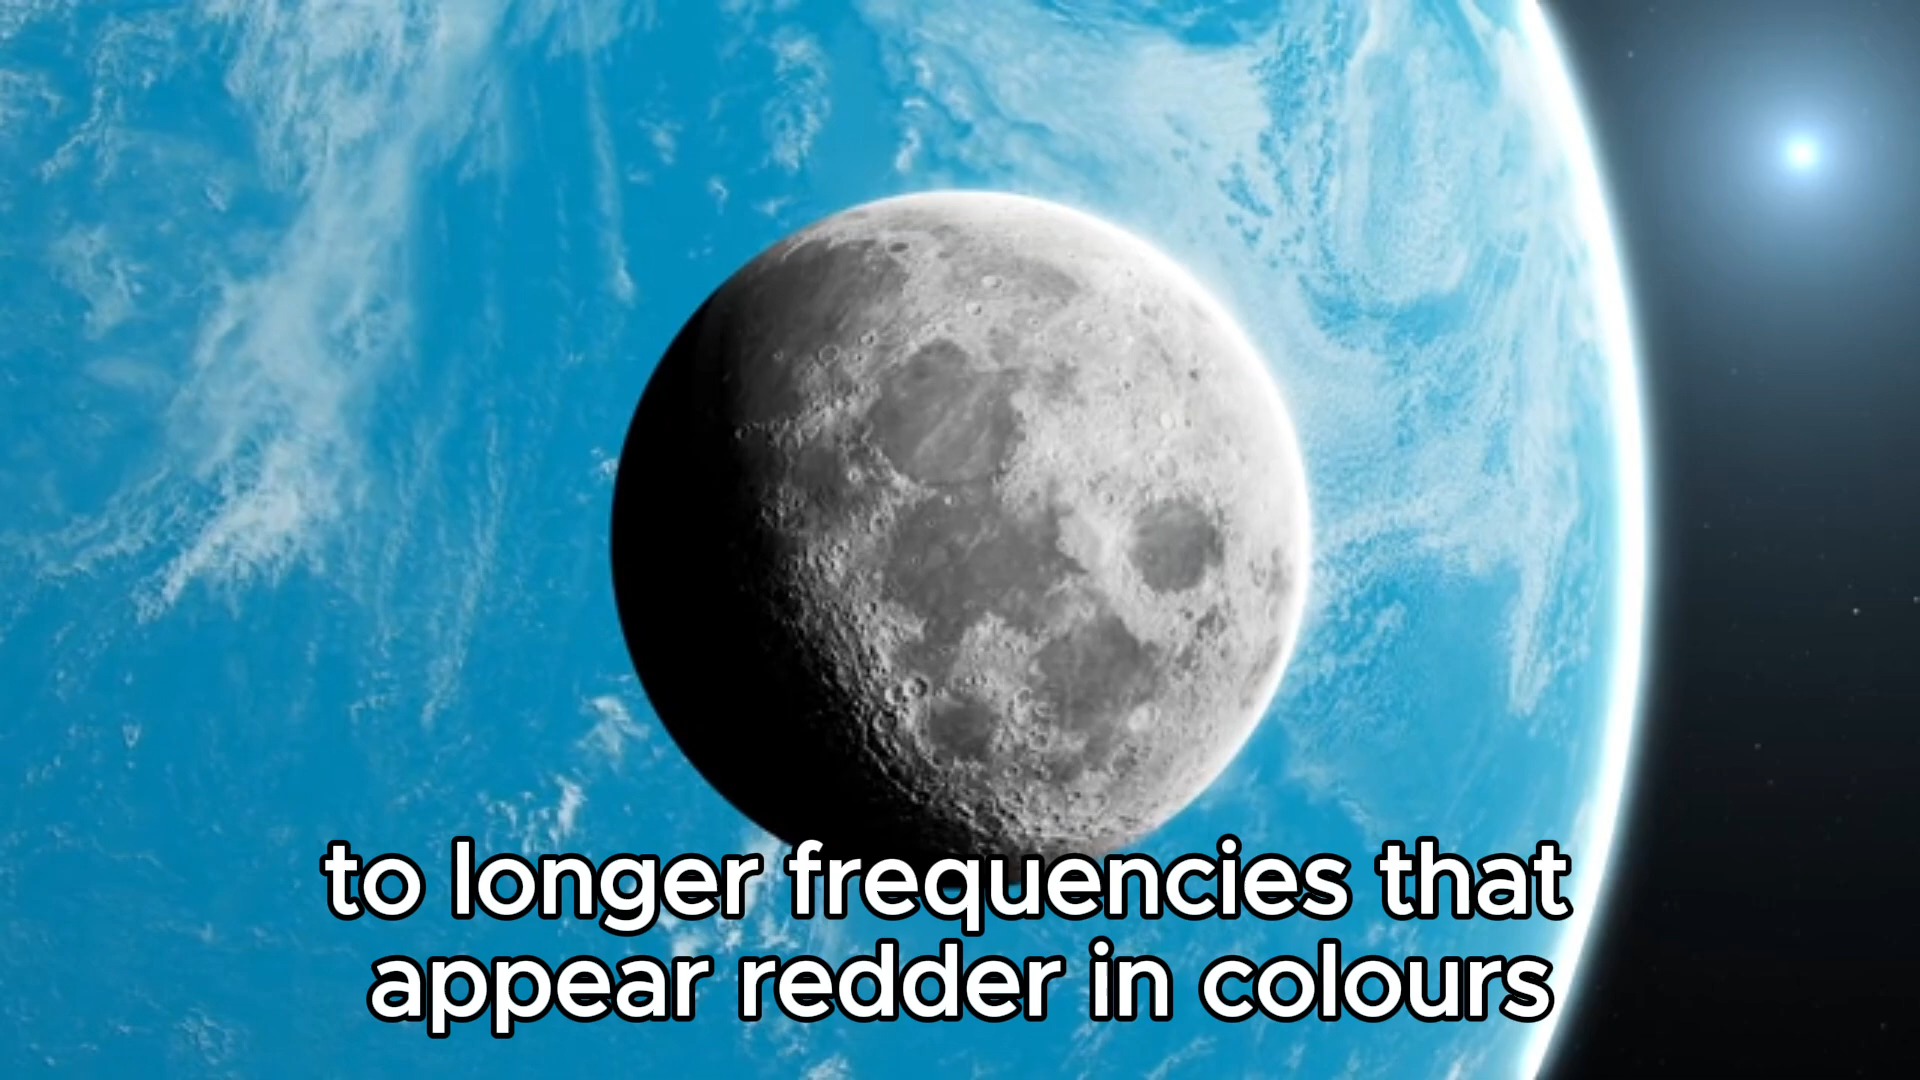 to longer frequencies that
appear redder in colours